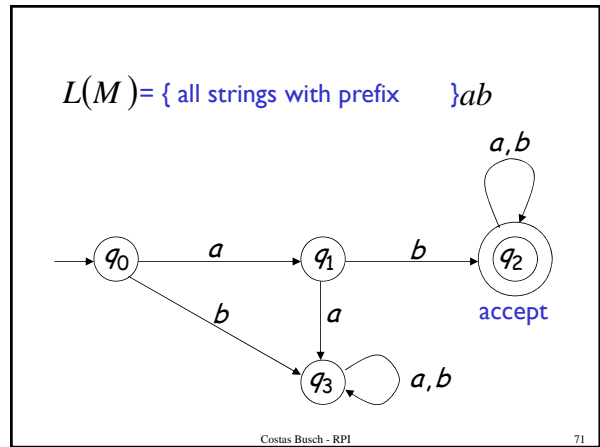 L(M)= { all strings with prefix }ab
a,b
q0 a q1 b q2
accept
b a
q3 a,b
Costas Busch - RPI 71